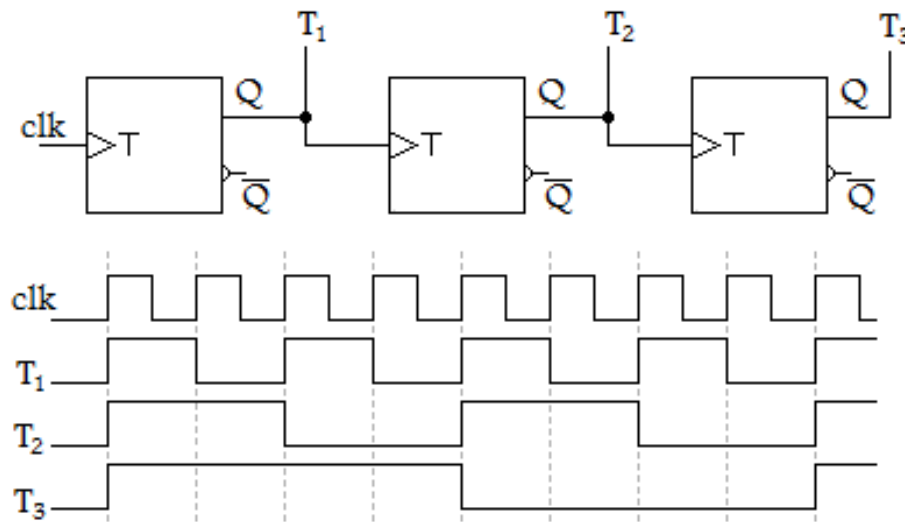 T₁ T₂ T₃
Q Q Q
clk T T T
Q̅ Q̅ Q̅
clk
T₁
T₂
T₃